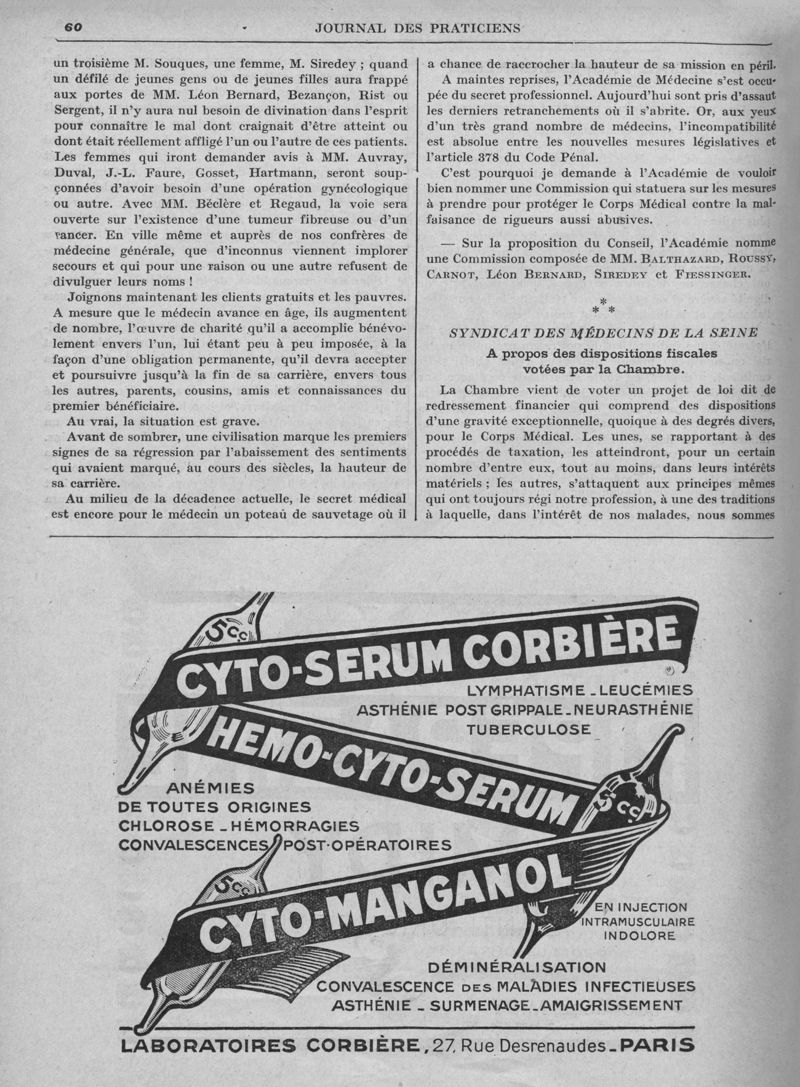 60
JOURNAL DES PRATICIENS
un troisième M. Souques, une femme, M. Siredey ; quand
un défilé de jeunes gens ou de jeunes filles aura frappé
aux portes de MM. Léon Bernard, Bezançon, Rist ou
Sergent, il n'y aura nul besoin de divination dans l'esprit
pour connaître le mal dont craignait d'être atteint ou
dont était réellement affligé l'un ou l'autre de ces patients.
Les femmes qui iront demander avis à MM. Auvray,
Duval, J.-L. Faure, Gosset, Hartmann, seront soup-
çonnées d'avoir besoin d'une opération gynécologique
ou autre. Avec MM. Béclère et Regaud, la voie sera
ouverte sur l'existence d'une tumeur fibreuse ou d'un
cancer. En ville même et auprès de nos confrères de
médecine générale, que d'inconnus viennent implorer
secours et qui pour une raison ou une autre refusent de
divulguer leurs noms !
Joignons maintenant les clients gratuits et les pauvres.
A mesure que le médecin avance en âge, ils augmentent
de nombre, l'œuvre de charité qu'il a accomplie bénévo-
lement envers l'un, lui étant peu à peu imposée, à la
façon d'une obligation permanente, qu'il devra accepter
et poursuivre jusqu'à la fin de sa carrière, envers tous
les autres, parents, cousins, amis et connaissances du
premier bénéficiaire.
Au vrai, la situation est grave.
Avant de sombrer, une civilisation marque les premiers
signes de sa régression par l'abaissement des sentiments
qui avaient marqué, au cours des siècles, la hauteur de
sa carrière.
Au milieu de la décadence actuelle, le secret médical
est encore pour le médecin un poteau de sauvetage où il
a chance de raccrocher la hauteur de sa mission en péril.
A maintes reprises, l'Académie de Médecine s'est occu-
pée du secret professionnel. Aujourd'hui sont pris d'assaut
les derniers retranchements où il s'abrite. Or, aux yeux
d'un très grand nombre de médecins, l'incompatibilité
est absolue entre les nouvelles mesures législatives et
l'article 378 du Code Pénal.
C'est pourquoi je demande à l'Académie de vouloir
bien nommer une Commission qui statuera sur les mesures
à prendre pour protéger le Corps Médical contre la mal-
faisance de rigueurs aussi abusives.
— Sur la proposition du Conseil, l'Académie nomme
une Commission composée de MM. BALTHAZARD, ROUSSY,
CARNOT, Léon BERNARD, SIREDEY et FIESSINGER.
*
* *
SYNDICAT DES MÉDECINS DE LA SEINE
A propos des dispositions fiscales
votées par la Chambre.
La Chambre vient de voter un projet de loi dit de
redressement financier qui comprend des dispositions
d'une gravité exceptionnelle, quoique à des degrés divers,
pour le Corps Médical. Les unes, se rapportant à des
procédés de taxation, les atteindront, pour un certain
nombre d'entre eux, tout au moins, dans leurs intérêts
matériels ; les autres, s'attaquent aux principes mêmes
qui ont toujours régi notre profession, à une des traditions
à laquelle, dans l'intérêt de nos malades, nous sommes
5cc
CYTO-SERUM CORBIÈRE
LYMPHATISME - LEUCÉMIES
ASTHÉNIE POST GRIPPALE - NEURASTHÉNIE
TUBERCULOSE
HEMO-CYTO-SERUM
5cc
ANÉMIES
DE TOUTES ORIGINES
CHLOROSE - HÉMORRAGIES
CONVALESCENCES POST-OPÉRATOIRES
5cc
CYTO-MANGANOL
EN INJECTION
INTRAMUSCULAIRE
INDOLORE
DÉMINÉRALISATION
CONVALESCENCE DES MALADIES INFECTIEUSES
ASTHÉNIE - SURMENAGE - AMAIGRISSEMENT
LABORATOIRES CORBIÈRE, 27, Rue Desrenaudes - PARIS